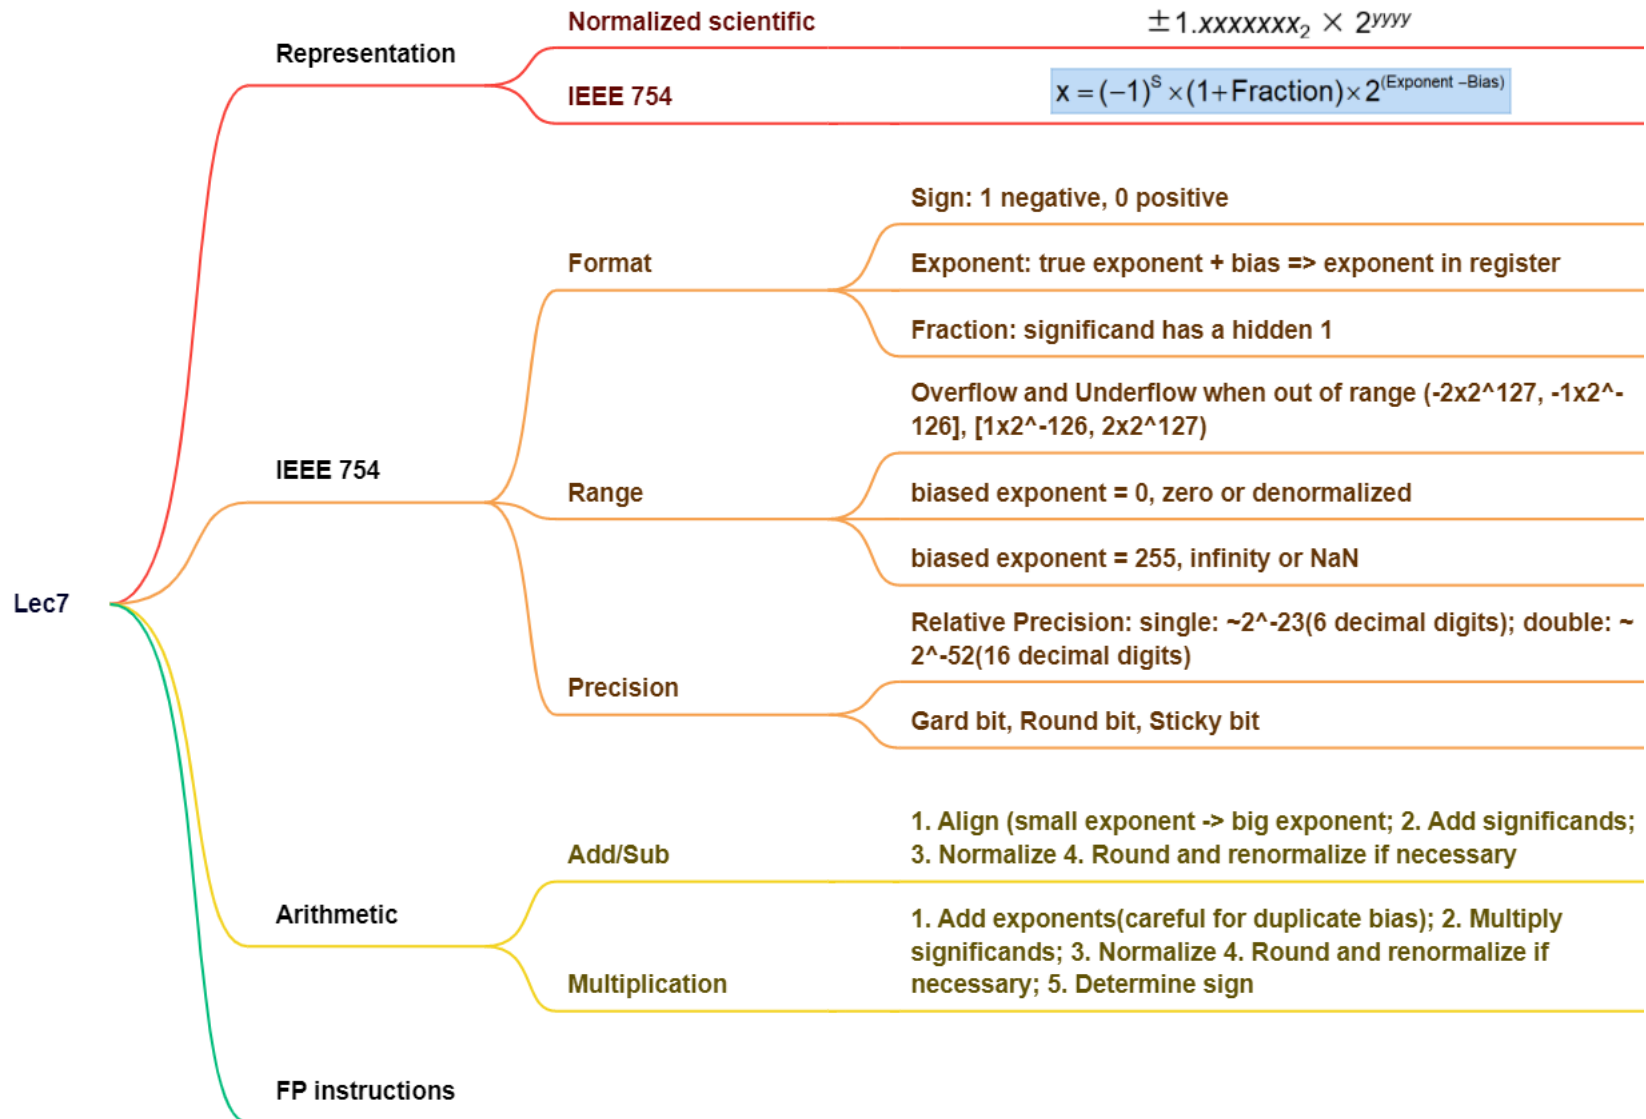 Normalized scientific
±1.xxxxxxx₂ × 2^yyyy
Representation
IEEE 754
x = (−1)^S ×(1+Fraction)×2^(Exponent −Bias)
Sign: 1 negative, 0 positive
Format
Exponent: true exponent + bias => exponent in register
Fraction: significand has a hidden 1
Overflow and Underflow when out of range (-2x2^127, -1x2^-
126], [1x2^-126, 2x2^127)
IEEE 754
Range
biased exponent = 0, zero or denormalized
biased exponent = 255, infinity or NaN
Lec7
Relative Precision: single: ~2^-23(6 decimal digits); double: ~
2^-52(16 decimal digits)
Precision
Gard bit, Round bit, Sticky bit
1. Align (small exponent -> big exponent; 2. Add significands;
3. Normalize 4. Round and renormalize if necessary
Add/Sub
Arithmetic
1. Add exponents(careful for duplicate bias); 2. Multiply
significands; 3. Normalize 4. Round and renormalize if
necessary; 5. Determine sign
Multiplication
FP instructions